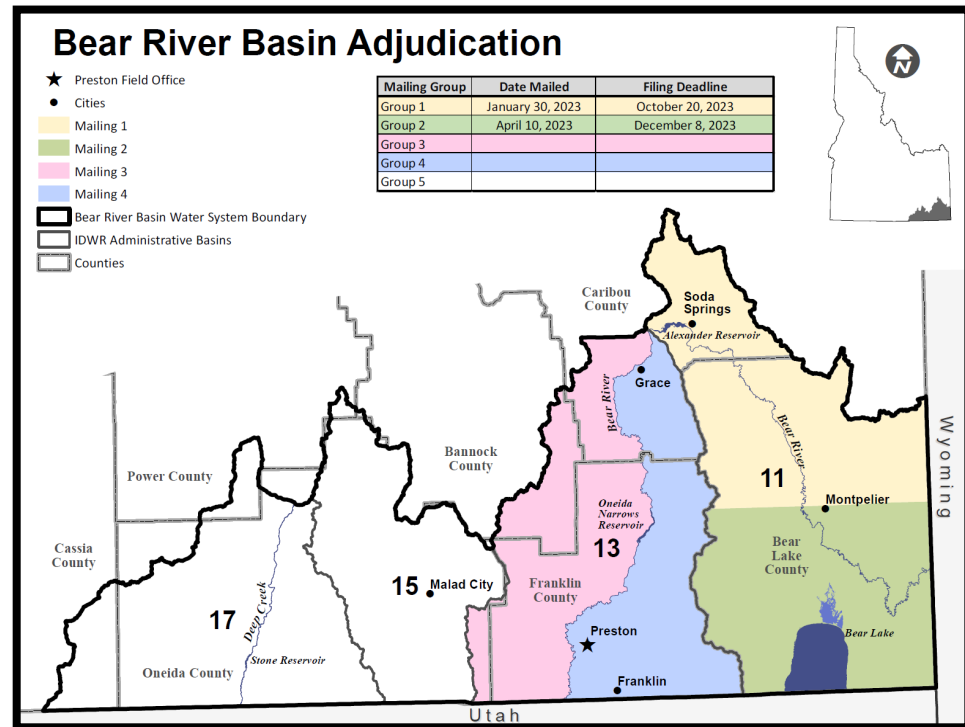 Bear River Basin Adjudication
Preston Field Office
Cities
Mailing 1
Mailing 2
Mailing 3
Mailing 4
Bear River Basin Water System Boundary
IDWR Administrative Basins
Counties
Mailing Group Date Mailed Filing Deadline
Group 1 January 30, 2023 October 20, 2023
Group 2 April 10, 2023 December 8, 2023
Group 3
Group 4
Group 5
N
Caribou
County
Soda
Springs
Alexander Reservoir
Grace
Bear River
Bear River
Bannock
County
Power County
Wyoming
11
Montpelier
Oneida
Narrows
Reservoir
13
Cassia
County
Bear
Lake
County
Franklin
County
15
Malad City
17
Deep Creek
Preston
Bear Lake
Stone Reservoir
Oneida County
Franklin
Utah